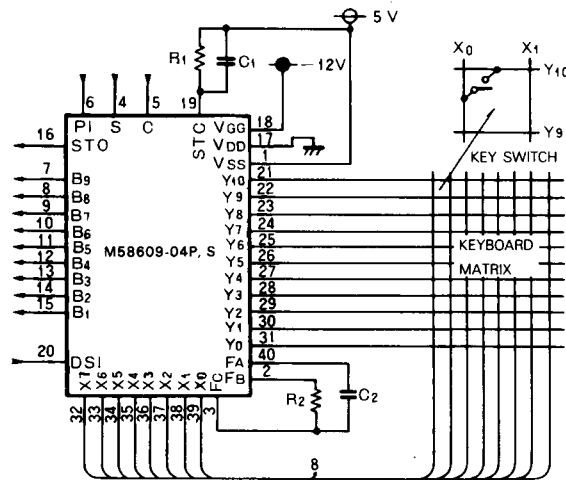 5 V
R1
C1
-12V
X0 X1
Y10
Y9
KEY SWITCH
6 4 5 19
PI S C STC
16 STO
VGG 18
VDD 17
VSS 1
Y10 21
7 B9
Y9 22
8 B8
Y8 23
9 B7
Y7 24
10 B6
Y6 25
11 B5
Y5 26
12 B4
Y4 27
13 B3
Y3 28
14 B2
Y2 29
15 B1
Y1 30
Y0 31
M58609-04P, S
KEYBOARD
MATRIX
20 DSI
FA 40
FB 2
X7 X6 X5 X4 X3 X2 X1 X0 FC
32 33 34 35 36 37 38 39 3
R2
C2
8